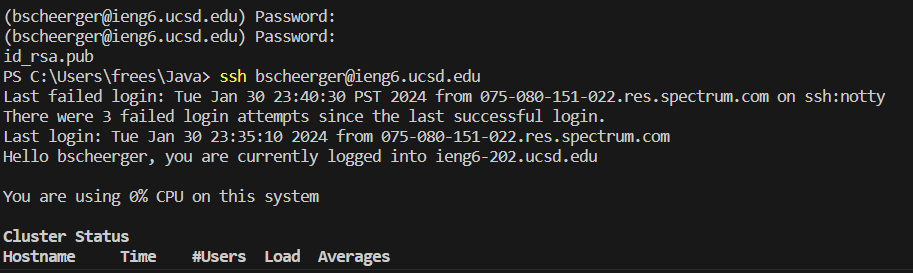 (bscheerger@ieng6.ucsd.edu) Password:
(bscheerger@ieng6.ucsd.edu) Password:
id_rsa.pub
PS C:\Users\frees\Java> ssh bscheerger@ieng6.ucsd.edu
Last failed login: Tue Jan 30 23:40:30 PST 2024 from 075-080-151-022.res.spectrum.com on ssh:notty
There were 3 failed login attempts since the last successful login.
Last login: Tue Jan 30 23:35:10 2024 from 075-080-151-022.res.spectrum.com
Hello bscheerger, you are currently logged into ieng6-202.ucsd.edu
You are using 0% CPU on this system
Cluster Status
Hostname     Time    #Users  Load  Averages